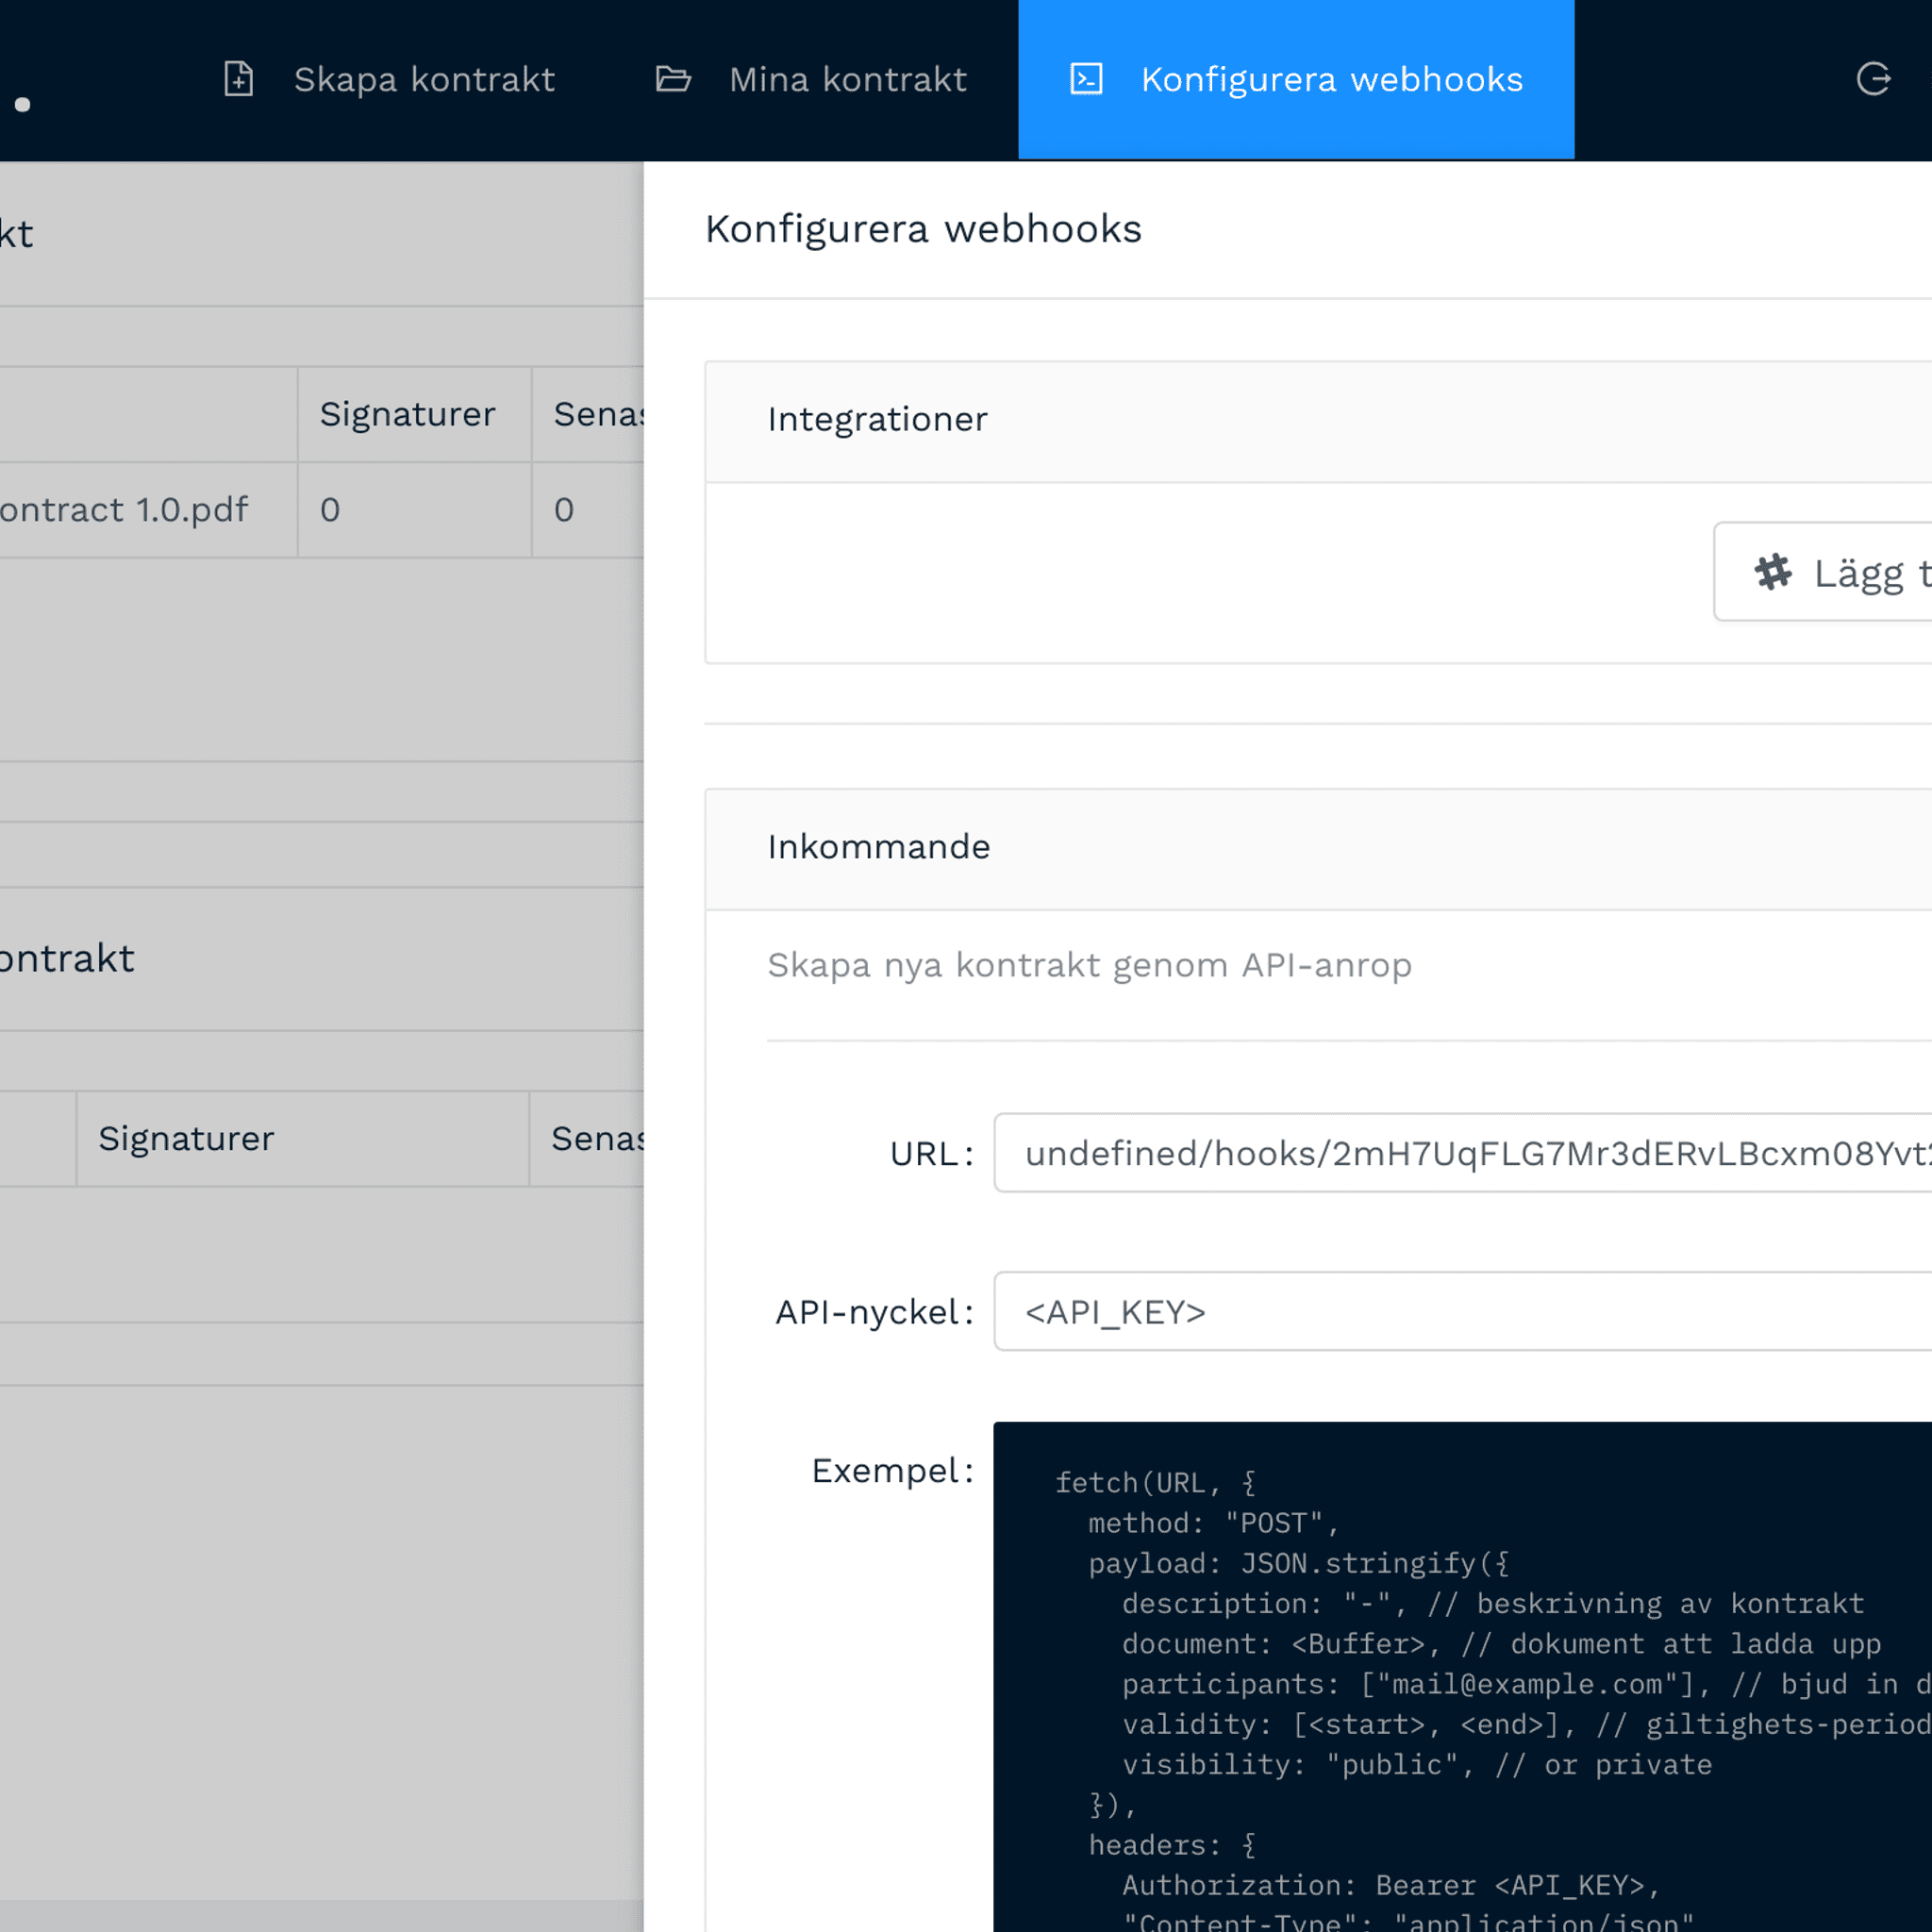 Skapa kontrakt
Mina kontrakt
Konfigurera webhooks
kt
Signaturer
Senas
ontract 1.0.pdf
0
0
ontrakt
Signaturer
Senas
Konfigurera webhooks
Integrationer
Lägg t
Inkommande
Skapa nya kontrakt genom API-anrop
URL: undefined/hooks/2mH7UqFLG7Mr3dERvLBcxm08Yvt
API-nyckel: <API_KEY>
Exempel:
fetch(URL, {
method: "POST",
payload: JSON.stringify({
description: "-", // beskrivning av kontrakt
document: <Buffer>, // dokument att ladda upp
participants: ["mail@example.com"], // bjud in d
validity: [<start>, <end>], // giltighets-period
visibility: "public", // or private
}),
headers: {
Authorization: Bearer <API_KEY>,
"Content-Type": "application/json"